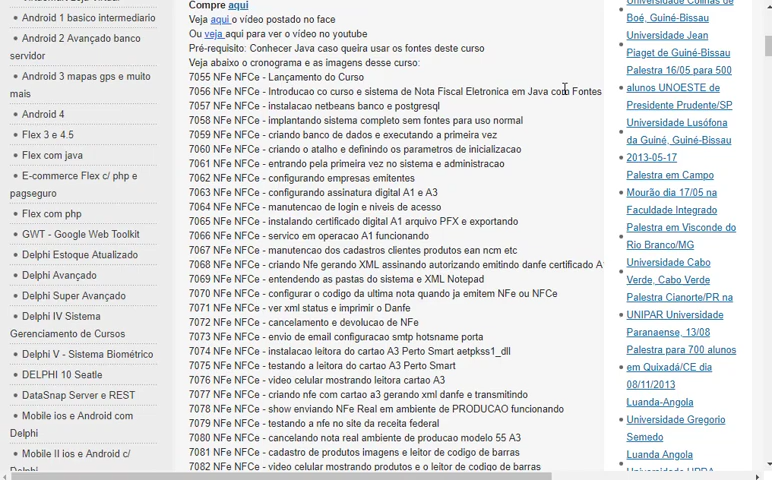 Android 1 basico intermediario
Android 2 Avançado banco
servidor
Android 3 mapas gps e muito
mais
Android 4
Flex 3 e 4.5
Flex com java
E-commerce Flex c/ php e
pagseguro
Flex com php
GWT - Google Web Toolkit
Delphi Estoque Atualizado
Delphi Avançado
Delphi Super Avançado
Delphi IV Sistema
Gerenciamento de Cursos
Delphi V - Sistema Biométrico
DELPHI 10 Seatle
DataSnap Server e REST
Mobile ios e Android com
Delphi
Mobile II ios e Android c/
Compre aqui
Veja aqui o vídeo postado no face
Ou veja aqui para ver o vídeo no youtube
Pré-requisito: Conhecer Java caso queira usar os fontes deste curso
Veja abaixo o cronograma e as imagens desse curso:
7055 NFe NFCe - Lançamento do Curso
7056 NFe NFCe - Introducao co curso e sistema de Nota Fiscal Eletronica em Java com Fontes
7057 NFe NFCe - instalacao netbeans banco e postgresql
7058 NFe NFCe - implantando sistema completo sem fontes para uso normal
7059 NFe NFCe - criando banco de dados e executando a primeira vez
7060 NFe NFCe - criando o atalho e definindo os parametros de inicializacao
7061 NFe NFCe - entrando pela primeira vez no sistema e administracao
7062 NFe NFCe - configurando empresas emitentes
7063 NFe NFCe - configurando assinatura digital A1 e A3
7064 NFe NFCe - manutencao de login e niveis de acesso
7065 NFe NFCe - instalando certificado digital A1 arquivo PFX e exportando
7066 NFe NFCe - servico em operacao A1 funcionando
7067 NFe NFCe - manutencao dos cadastros clientes produtos ean ncm etc
7068 NFe NFCe - criando Nfe gerando XML assinando autorizando emitindo danfe certificado A
7069 NFe NFCe - entendendo as pastas do sistema e XML Notepad
7070 NFe NFCe - configurar o codigo da ultima nota quando ja emitem NFe ou NFCe
7071 NFe NFCe - ver xml status e imprimir o Danfe
7072 NFe NFCe - cancelamento e devolucao de NFe
7073 NFe NFCe - envio de email configuracao smtp hotsname porta
7074 NFe NFCe - instalacao leitora do cartao A3 Perto Smart aetpkss1_dll
7075 NFe NFCe - testando a leitora do cartao A3 Perto Smart
7076 NFe NFCe - video celular mostrando leitora cartao A3
7077 NFe NFCe - criando nfe com cartao a3 gerando xml danfe e transmitindo
7078 NFe NFCe - show enviando NFe Real em ambiente de PRODUCAO funcionando
7079 NFe NFCe - testando a nfe no site da receita federal
7080 NFe NFCe - cancelando nota real ambiente de producao modelo 55 A3
7081 NFe NFCe - cadastro de produtos imagens e leitor de codigo de barras
7082 NFe NFCe - video celular mostrando produtos e o leitor de codigo de barras
Boé, Guiné-Bissau
Universidade Jean
Piaget de Guiné-Bissau
Palestra 16/05 para 500
alunos UNOESTE de
Presidente Prudente/SP
Universidade Lusófona
da Guiné, Guiné-Bissau
2013-05-17
Palestra em Campo
Mourão dia 17/05 na
Faculdade Integrado
Palestra em Visconde do
Rio Branco/MG
Universidade Cabo
Verde, Cabo Verde
Palestra Cianorte/PR na
UNIPAR Universidade
Paranaense, 13/08
Palestra para 700 alunos
em Quixadá/CE dia
08/11/2013
Luanda-Angola
Universidade Gregorio
Semedo
Luanda Angola